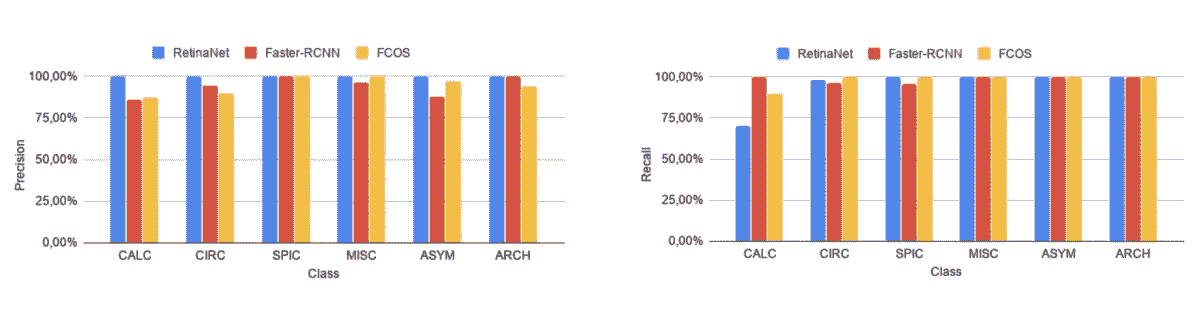 RetinaNet Faster-RCNN FCOS
100,00%
75,00%
50,00%
25,00%
0,00%
Precision
CALC CIRC SPIC MISC ASYM ARCH
Class
RetinaNet Faster-RCNN FCOS
100,00%
75,00%
50,00%
25,00%
0,00%
Recall
CALC CIRC SPIC MISC ASYM ARCH
Class